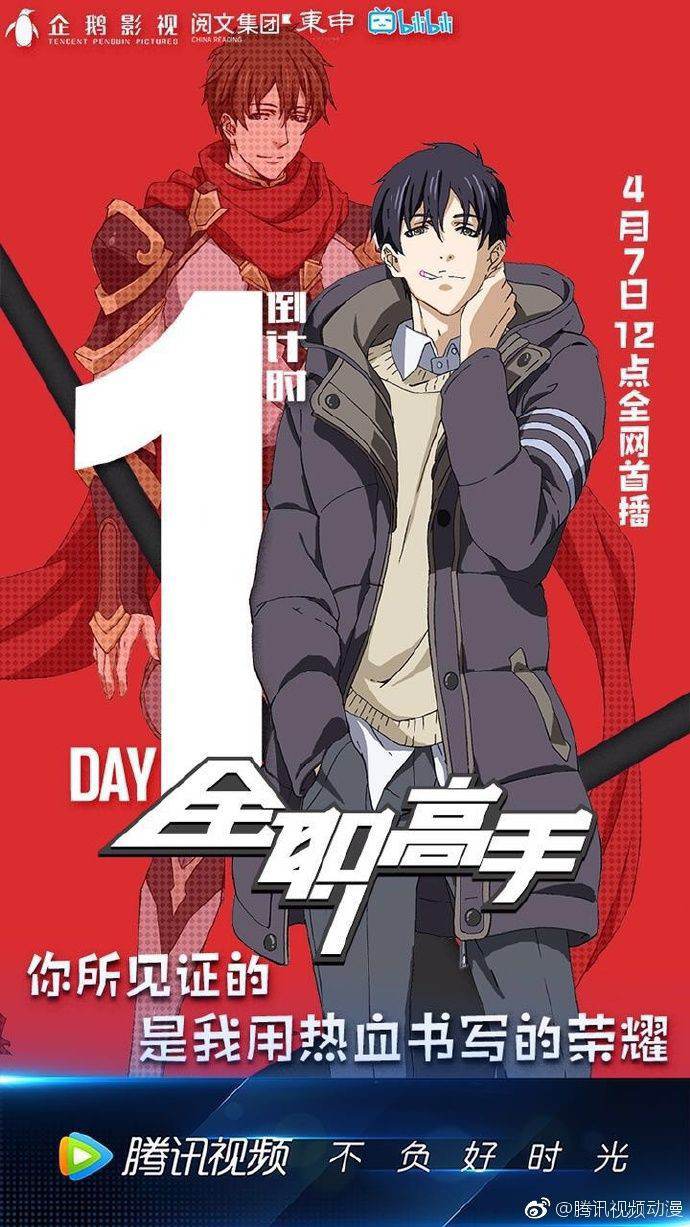 企鹅影视 阅文集团 東申 bilibili
TENCENT PENGUIN PICTURES CHINA READING
4月7日12点全网首播
倒计时
1
DAY
全职高手
你所见证的
是我用热血书写的荣耀
腾讯视频 不负好时光
@腾讯视频动漫